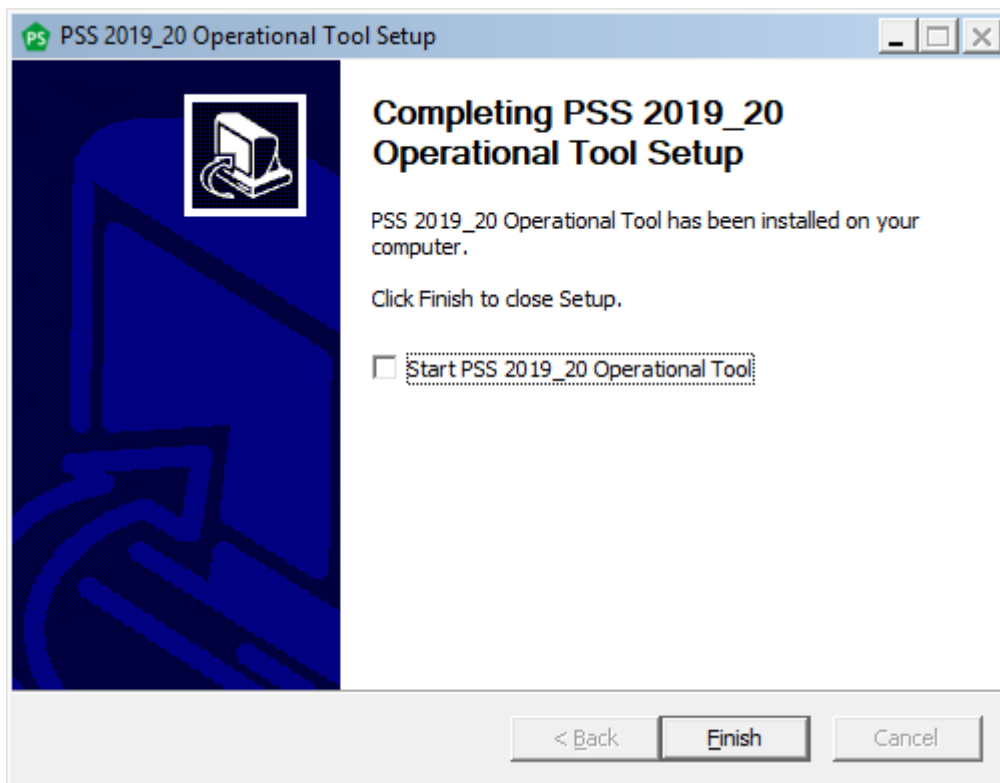 PS PSS 2019_20 Operational Tool Setup
Completing PSS 2019_20
Operational Tool Setup
PSS 2019_20 Operational Tool has been installed on your
computer.
Click Finish to close Setup.
Start PSS 2019_20 Operational Tool
< Back Finish Cancel